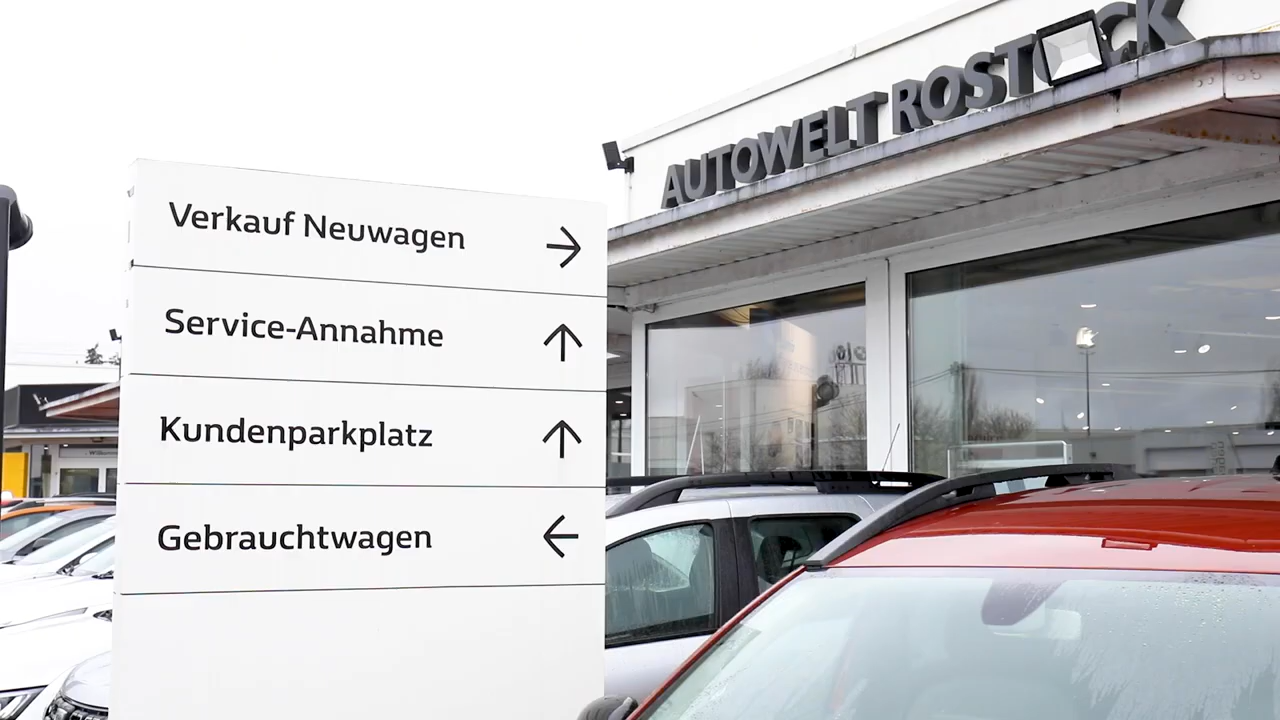 AUTOWELT ROSTOCK
Verkauf Neuwagen →
Service-Annahme ↑
Kundenparkplatz ↑
Gebrauchtwagen ←